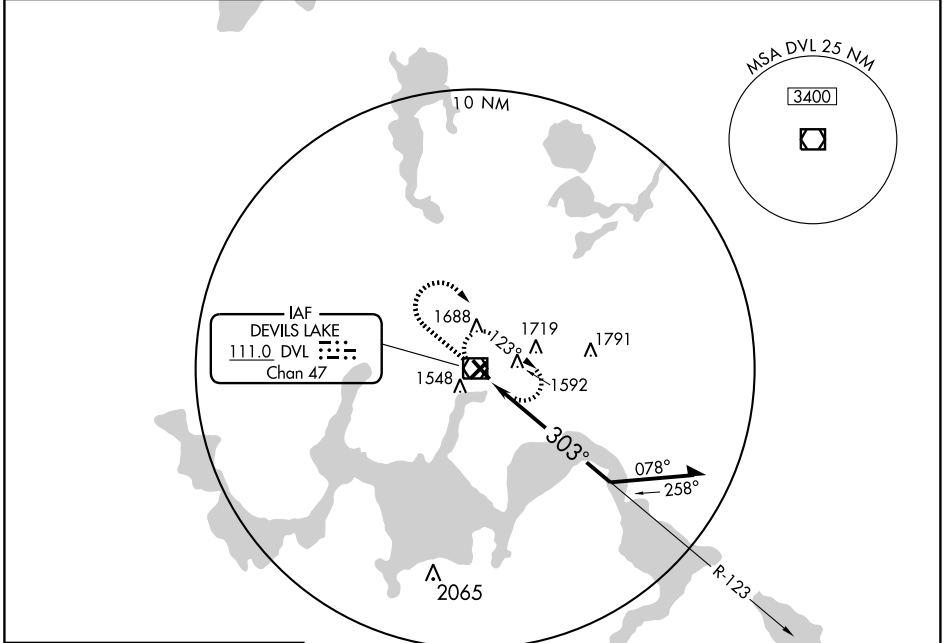 MSA DVL 25 NM
3400
10 NM
IAF
DEVILS LAKE
111.0 DVL
Chan 47
1688
1719
1791
123°
1548
1592
303°
078°
258°
R-123
2065